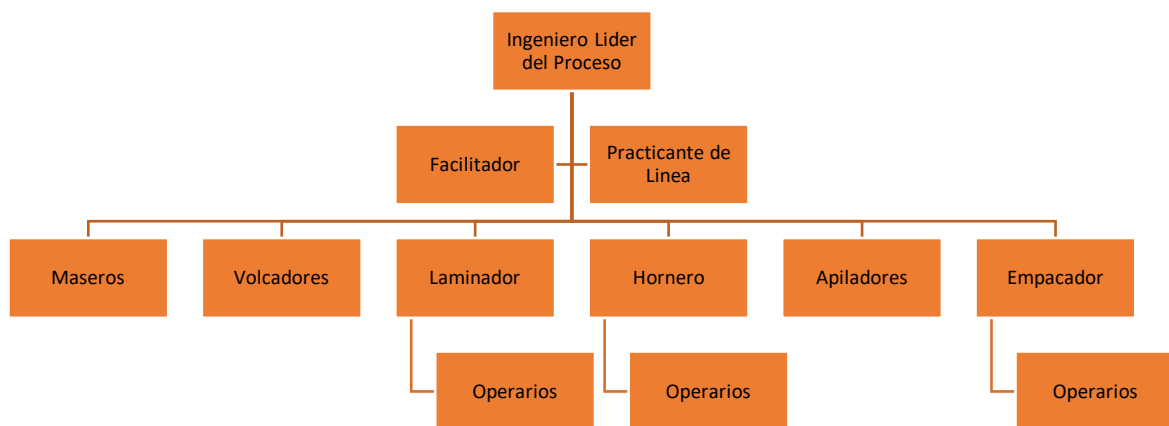 Ingeniero Lider
del Proceso
Facilitador
Practicante de
Linea
Maseros
Volcadores
Laminador
Hornero
Apiladores
Empacador
Operarios
Operarios
Operarios